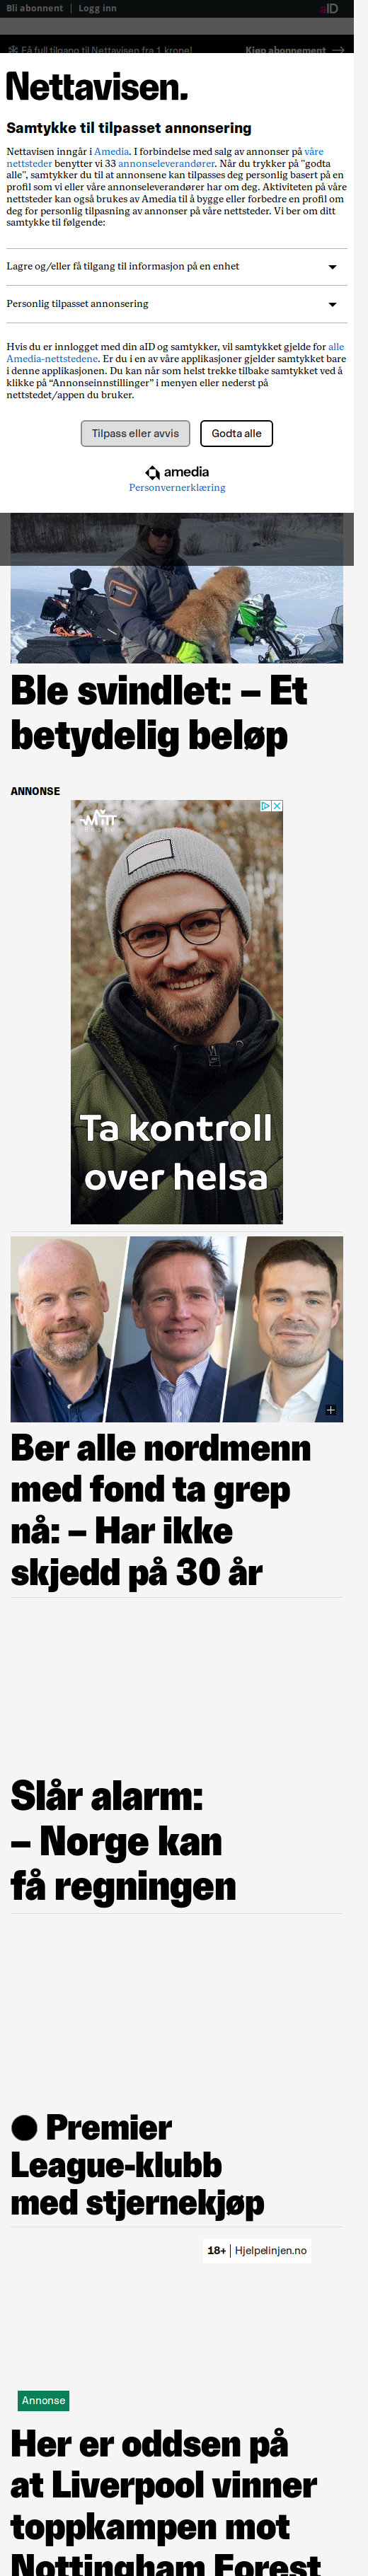 Bli abonnent | Logg inn
aID
Få full tilgang til Nettavisen fra 1 krone! Kjøp abonnement →
Nettavisen.
Samtykke til tilpasset annonsering
Nettavisen inngår i Amedia. I forbindelse med salg av annonser på våre
nettsteder benytter vi 33 annonseleverandører. Når du trykker på "godta
alle", samtykker du til at annonsene kan tilpasses deg personlig basert på en
profil som vi eller våre annonseleverandører har om deg. Aktiviteten på våre
nettsteder kan også brukes av Amedia til å bygge eller forbedre en profil om
deg for personlig tilpasning av annonser på våre nettsteder. Vi ber om ditt
samtykke til følgende:
Lagre og/eller få tilgang til informasjon på en enhet
Personlig tilpasset annonsering
Hvis du er innlogget med din aID og samtykker, vil samtykket gjelde for alle
Amedia-nettstedene. Er du i en av våre applikasjoner gjelder samtykket bare
i denne applikasjonen. Du kan når som helst trekke tilbake samtykket ved å
klikke på “Annonseinnstillinger” i menyen eller nederst på
nettstedet/appen du bruker.
Tilpass eller avvis
Godta alle
amedia
Personvernerklæring
Ble svindlet: – Et
betydelig beløp
ANNONSE
MITT
Ta kontroll
over helsa
Ber alle nordmenn
med fond ta grep
nå: – Har ikke
skjedd på 30 år
Slår alarm:
– Norge kan
få regningen
Premier
League-klubb
med stjernekjøp
18+ | Hjelpelinjen.no
Annonse
Her er oddsen på
at Liverpool vinner
toppkampen mot
Nottingham Forest